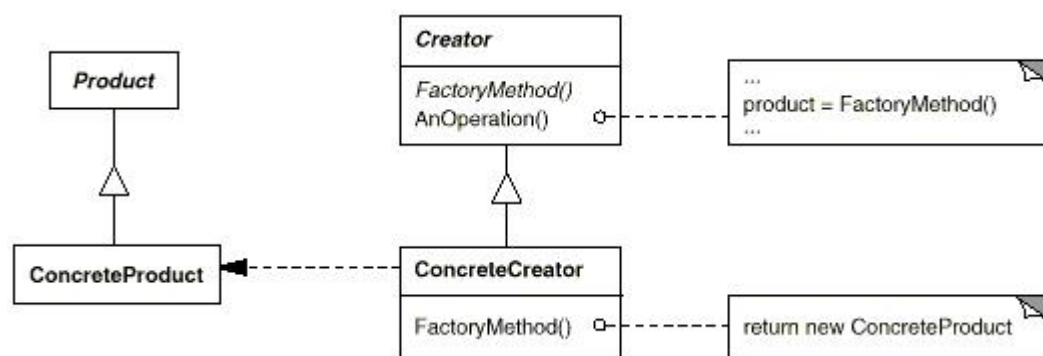 Product
ConcreteProduct
Creator
FactoryMethod()
AnOperation()
...
product = FactoryMethod()
...
ConcreteCreator
FactoryMethod()
return new ConcreteProduct